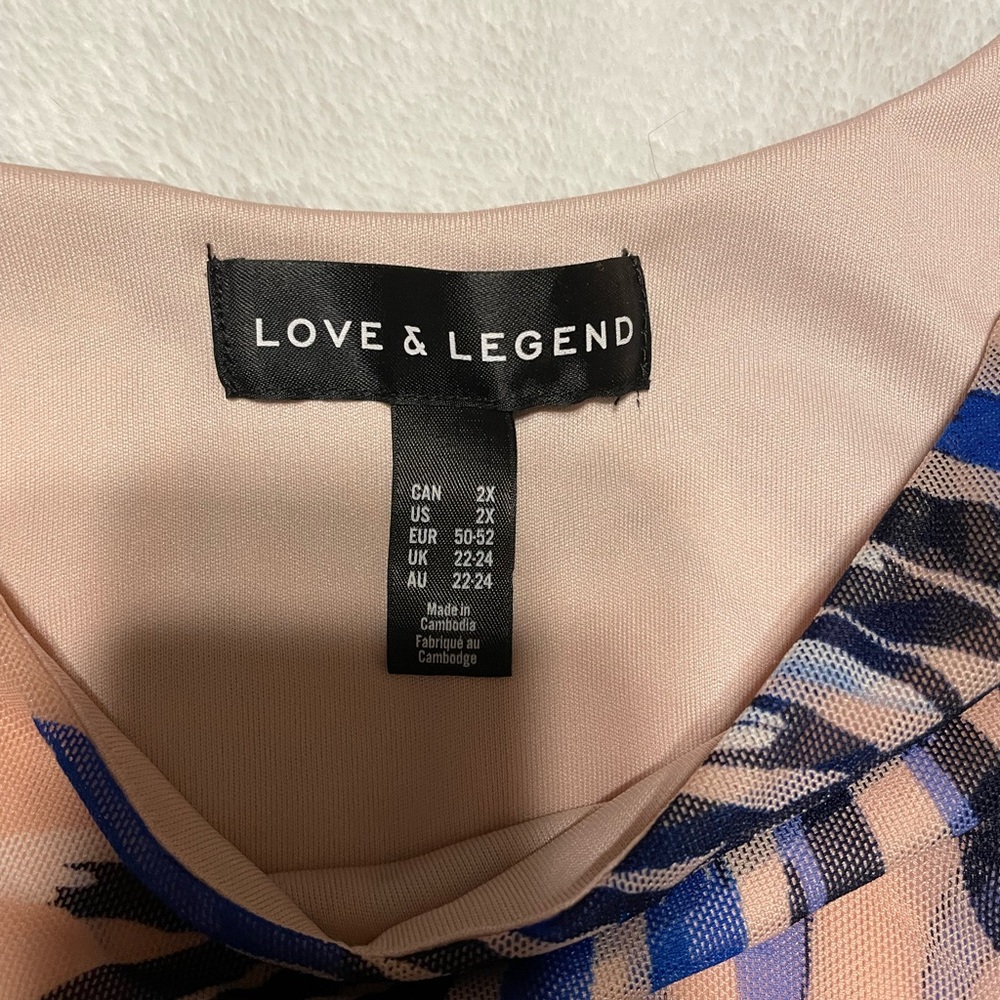 LOVE & LEGEND
CAN 2X
US 2X
EUR 50-52
UK 22-24
AU 22-24
Made in
Cambodia
Fabriqué au
Cambodge